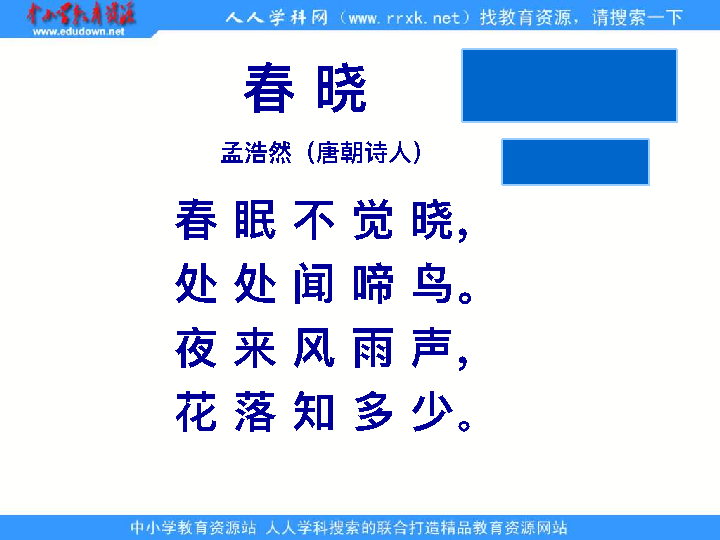 中小学教育资源
www.edudown.net
人人学科网（www.rrxk.net）找教育资源，请搜索一下
春 晓
孟浩然（唐朝诗人）
春 眠 不 觉 晓，
处 处 闻 啼 鸟。
夜 来 风 雨 声，
花 落 知 多 少。
中小学教育资源站 人人学科搜索的联合打造精品教育资源网站